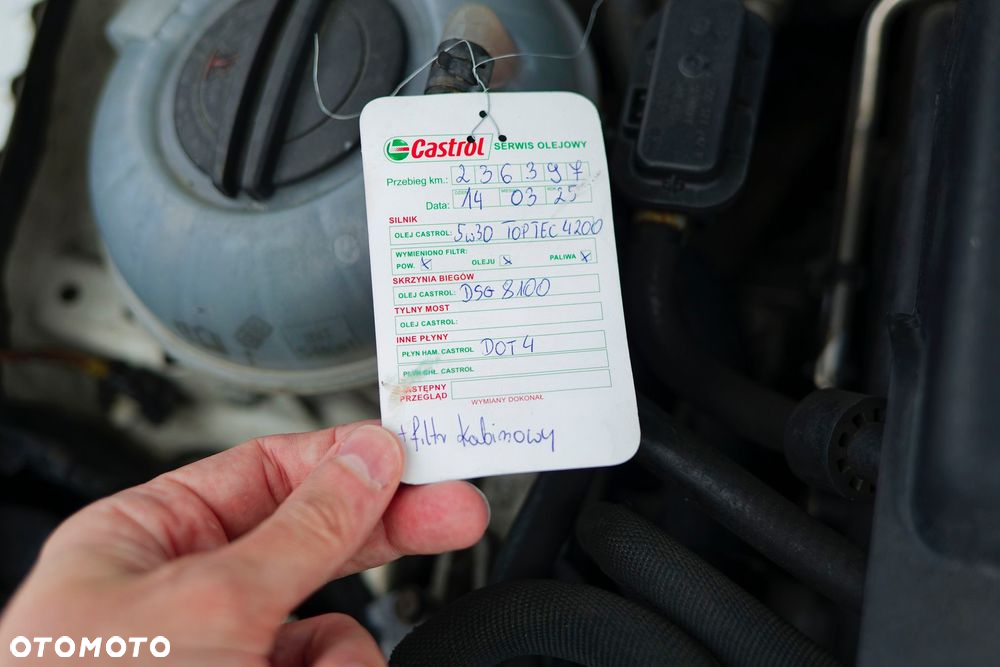 Castrol SERWIS OLEJOWY
Przebieg km.: 236397
Data: 14 03 25
SILNIK
OLEJ CASTROL: 5w30 TOPTEC 4200
WYMIENIONO FILTR:
POW. x OLEJU x PALIWA x
SKRZYNIA BIEGÓW
OLEJ CASTROL: DSG 8100
TYLNY MOST
OLEJ CASTROL:
INNE PŁYNY
PŁYN HAM. CASTROL DOT 4
PŁYN CHŁ. CASTROL
NASTĘPNY
PRZEGLĄD
WYMIANY DOKONAŁ
+ filtr kabinowy
OTOMOTO